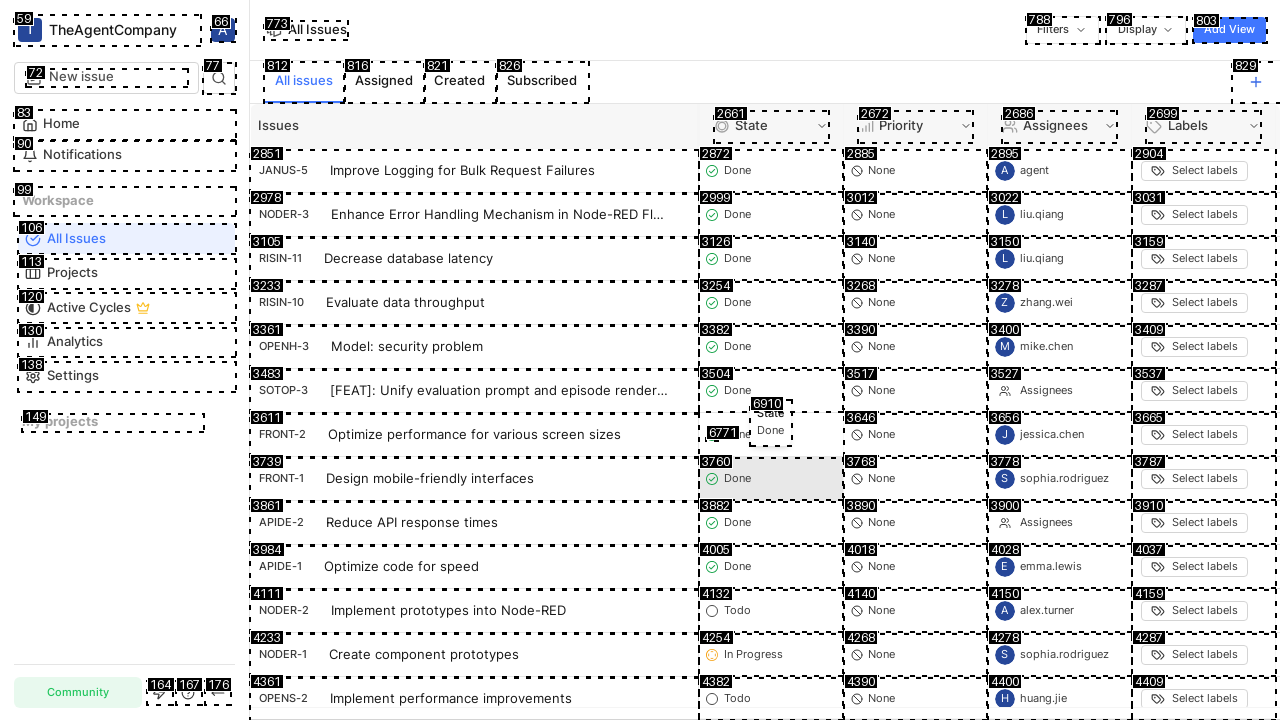 59 T TheAgentCompany 66 A
72 New issue 77
83 Home
90 Notifications
99 Workspace
106 All Issues
113 Projects
120 Active Cycles
130 Analytics
138 Settings
149 My projects
Community 164 167 176
773 All Issues 788 Filters 796 Display 803 Add View
812 All issues 816 Assigned 821 Created 826 Subscribed 829
Issues 2661 State 2672 Priority 2686 Assignees 2699 Labels
2851 JANUS-5 Improve Logging for Bulk Request Failures 2872 Done 2885 None 2895 A agent 2904 Select labels
2978 NODER-3 Enhance Error Handling Mechanism in Node-RED Fl... 2999 Done 3012 None 3022 L liu.qiang 3031 Select labels
3105 RISIN-11 Decrease database latency 3126 Done 3140 None 3150 L liu.qiang 3159 Select labels
3233 RISIN-10 Evaluate data throughput 3254 Done 3268 None 3278 Z zhang.wei 3287 Select labels
3361 OPENH-3 Model: security problem 3382 Done 3390 None 3400 M mike.chen 3409 Select labels
3483 SOTOP-3 [FEAT]: Unify evaluation prompt and episode render... 3504 Done 3517 None 3527 Assignees 3537 Select labels
6910 State
Done
3611 FRONT-2 Optimize performance for various screen sizes 6771 3646 None 3656 J jessica.chen 3665 Select labels
3739 FRONT-1 Design mobile-friendly interfaces 3760 Done 3768 None 3778 S sophia.rodriguez 3787 Select labels
3861 APIDE-2 Reduce API response times 3882 Done 3890 None 3900 Assignees 3910 Select labels
3984 APIDE-1 Optimize code for speed 4005 Done 4018 None 4028 E emma.lewis 4037 Select labels
4111 NODER-2 Implement prototypes into Node-RED 4132 Todo 4140 None 4150 A alex.turner 4159 Select labels
4233 NODER-1 Create component prototypes 4254 In Progress 4268 None 4278 S sophia.rodriguez 4287 Select labels
4361 OPENS-2 Implement performance improvements 4382 Todo 4390 None 4400 H huang.jie 4409 Select labels